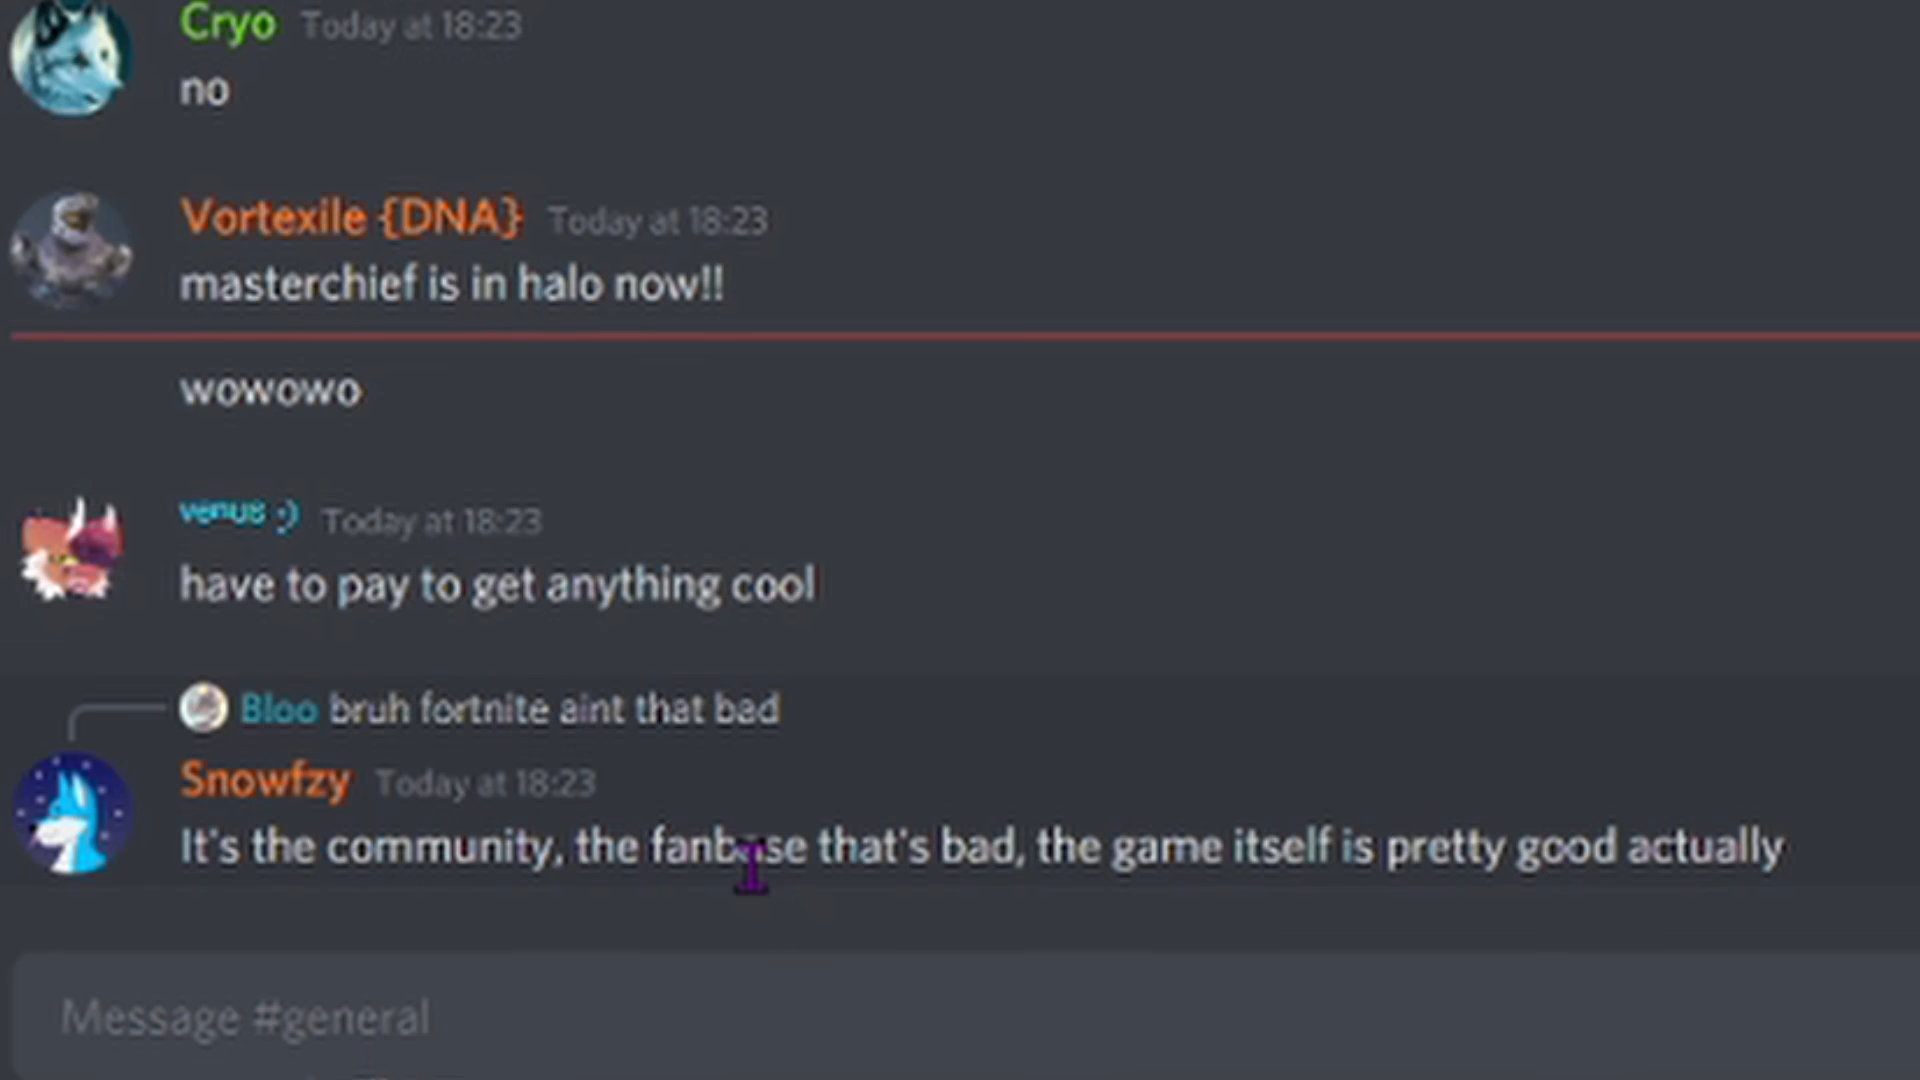 Cryo Today at 18:23
no
Vortexile {DNA} Today at 18:23
masterchief is in halo now!!
wowowo
venus :) Today at 18:23
have to pay to get anything cool
Bloo bruh fortnite aint that bad
Snowfzy Today at 18:23
It's the community, the fanbase that's bad, the game itself is pretty good actually
Message #general